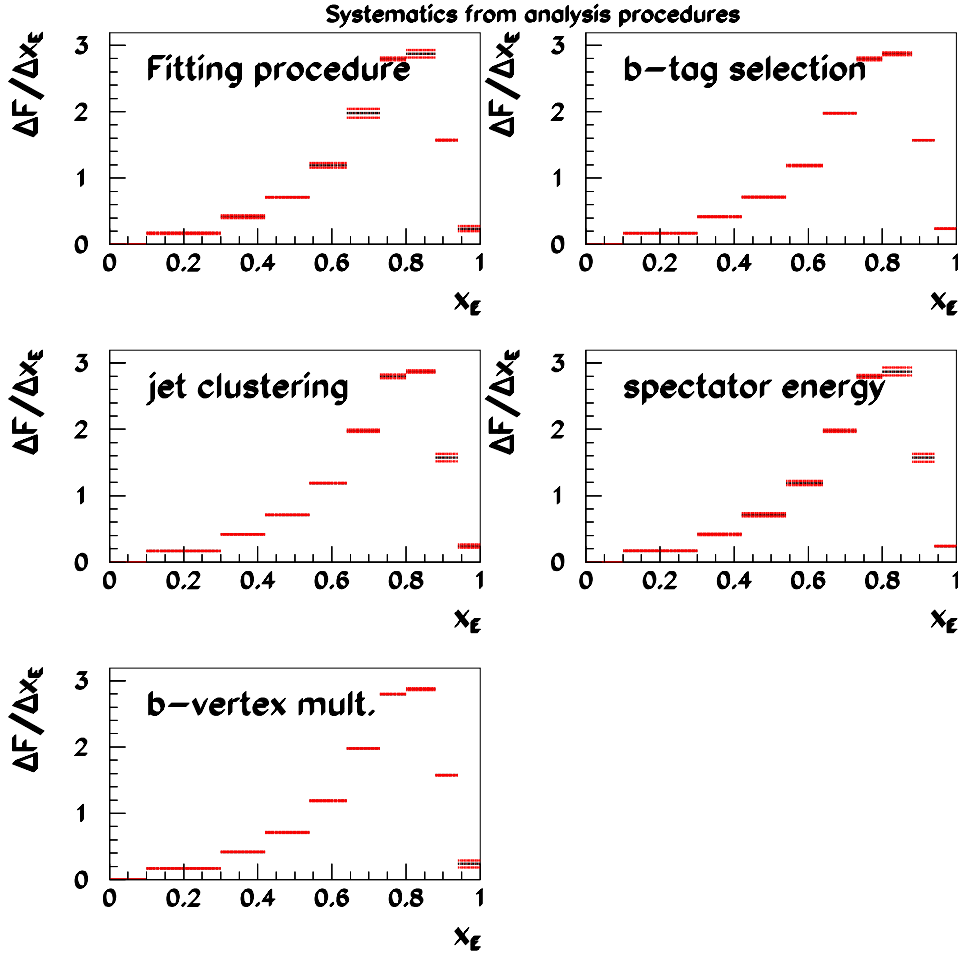 Systematics from analysis procedures
Fitting procedure
ΔF/Δx_E
3
2
1
0
0 0.2 0.4 0.6 0.8 1
x_E
b-tag selection
ΔF/Δx_E
3
2
1
0
0 0.2 0.4 0.6 0.8 1
x_E
jet clustering
ΔF/Δx_E
3
2
1
0
0 0.2 0.4 0.6 0.8 1
x_E
spectator energy
ΔF/Δx_E
3
2
1
0
0 0.2 0.4 0.6 0.8 1
x_E
b-vertex mult.
ΔF/Δx_E
3
2
1
0
0 0.2 0.4 0.6 0.8 1
x_E